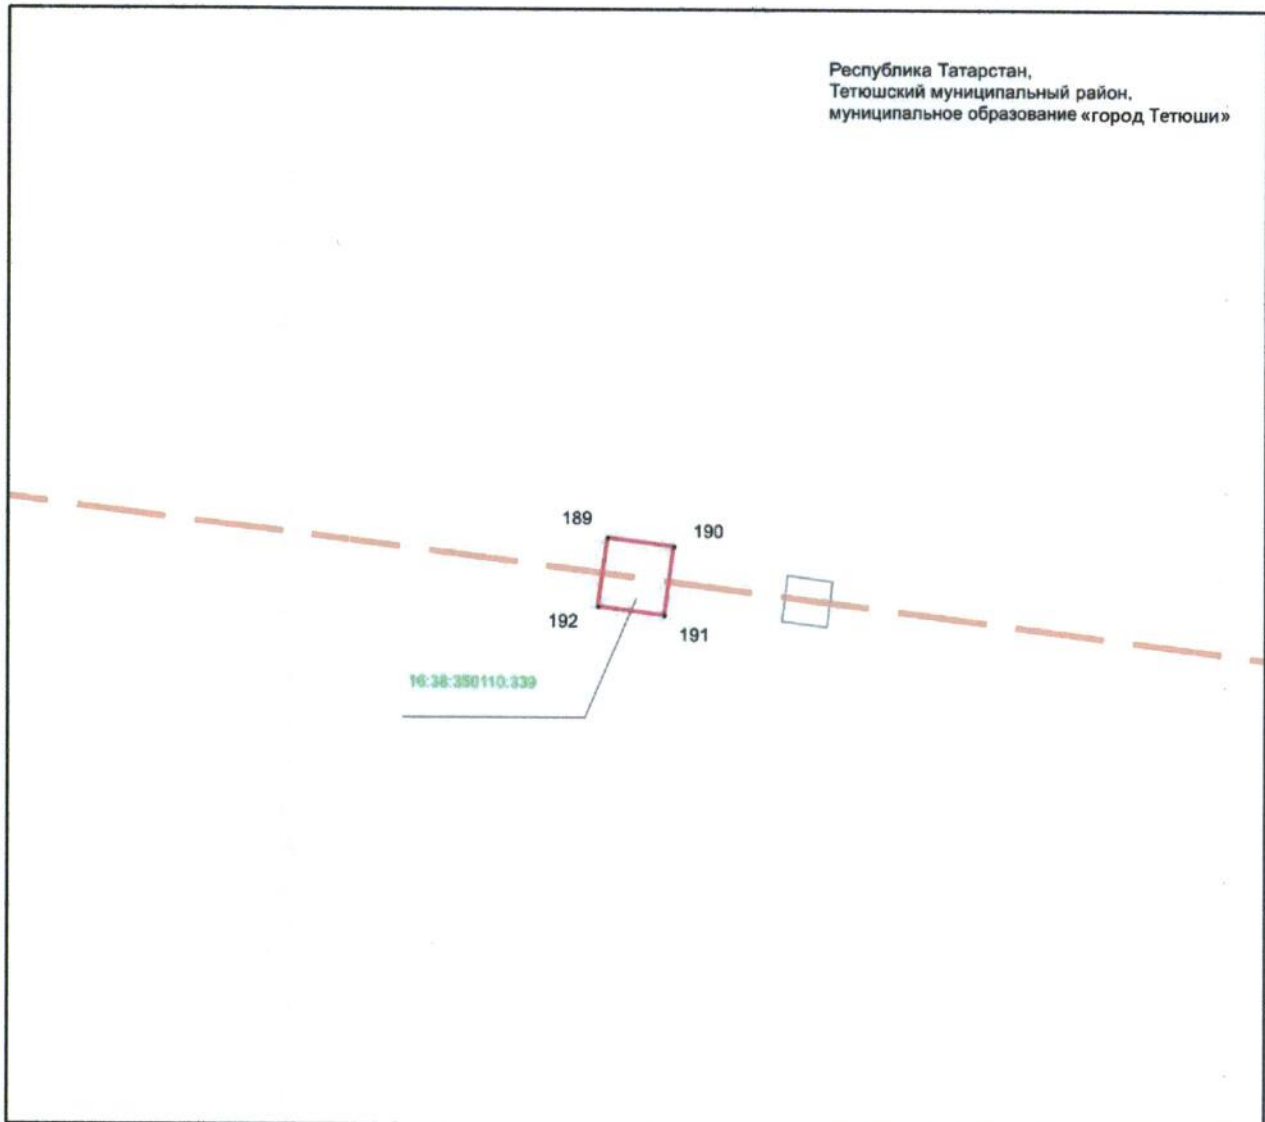 Республика Татарстан,
Тетюшский муниципальный район,
муниципальное образование «город Тетюши»
189
190
192
191
16:38:350110:339